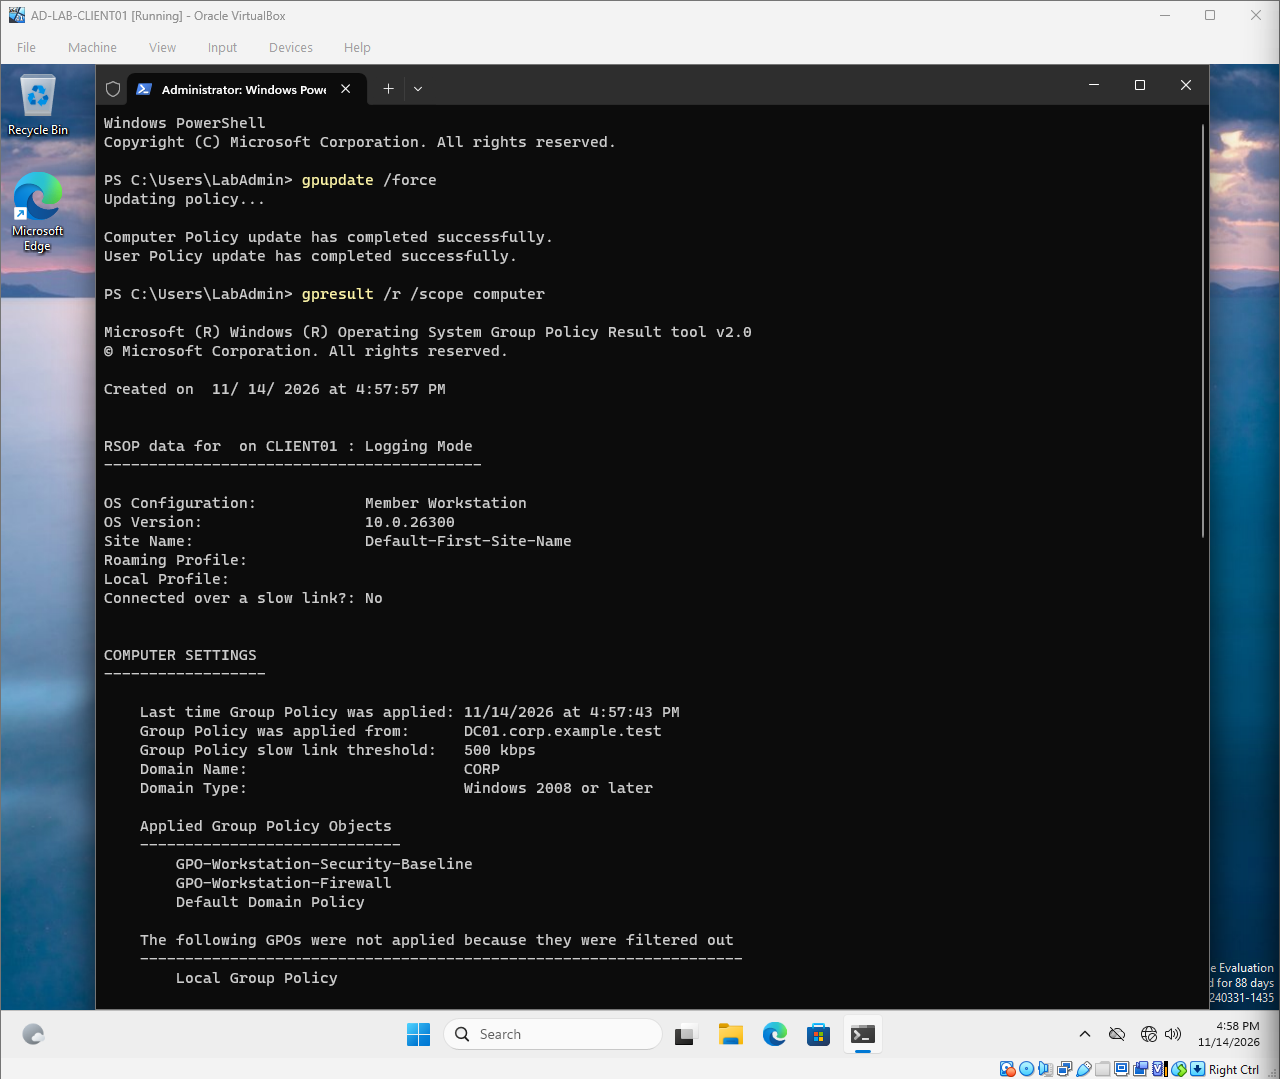 AD-LAB-CLIENT01 [Running] - Oracle VirtualBox
File Machine View Input Devices Help
Recycle Bin
Microsoft
Edge
Administrator: Windows Powe
Windows PowerShell
Copyright (C) Microsoft Corporation. All rights reserved.
PS C:\Users\LabAdmin> gpupdate /force
Updating policy...
Computer Policy update has completed successfully.
User Policy update has completed successfully.
PS C:\Users\LabAdmin> gpresult /r /scope computer
Microsoft (R) Windows (R) Operating System Group Policy Result tool v2.0
© Microsoft Corporation. All rights reserved.
Created on  11/ 14/ 2026 at 4:57:57 PM
RSOP data for  on CLIENT01 : Logging Mode
------------------------------------------
OS Configuration:            Member Workstation
OS Version:                  10.0.26300
Site Name:                   Default-First-Site-Name
Roaming Profile:
Local Profile:
Connected over a slow link?: No
COMPUTER SETTINGS
------------------
Last time Group Policy was applied: 11/14/2026 at 4:57:43 PM
Group Policy was applied from:      DC01.corp.example.test
Group Policy slow link threshold:   500 kbps
Domain Name:                        CORP
Domain Type:                        Windows 2008 or later
Applied Group Policy Objects
-----------------------------
GPO-Workstation-Security-Baseline
GPO-Workstation-Firewall
Default Domain Policy
The following GPOs were not applied because they were filtered out
-------------------------------------------------------------------
Local Group Policy
e Evaluation
d for 88 days
240331-1435
Search
4:58 PM
11/14/2026
Right Ctrl